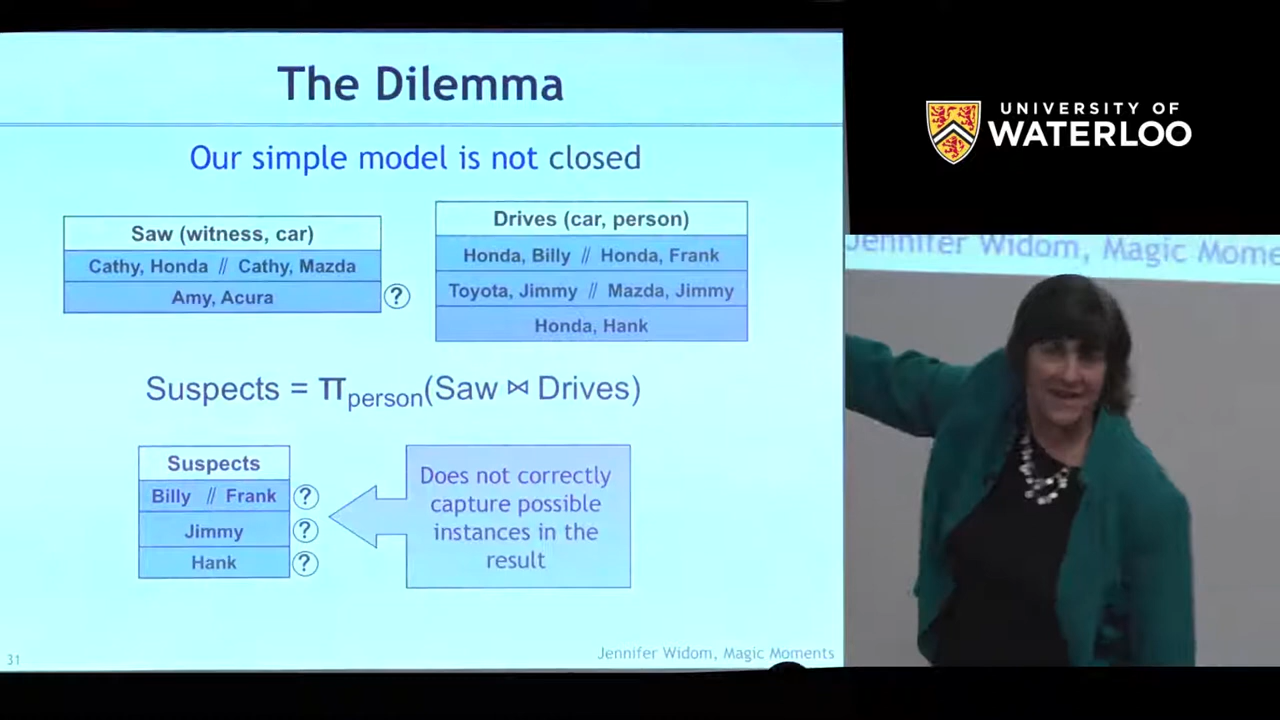 The Dilemma
Our simple model is not closed
Saw (witness, car)
Cathy, Honda // Cathy, Mazda
Amy, Acura ?
Drives (car, person)
Honda, Billy // Honda, Frank
Toyota, Jimmy // Mazda, Jimmy
Honda, Hank
Suspects = π person (Saw ⋈ Drives)
Suspects
Billy // Frank ?
Jimmy ?
Hank ?
Does not correctly
capture possible
instances in the
result
31
Jennifer Widom, Magic Moments
UNIVERSITY OF
WATERLOO
Jennifer Widom, Magic Mome